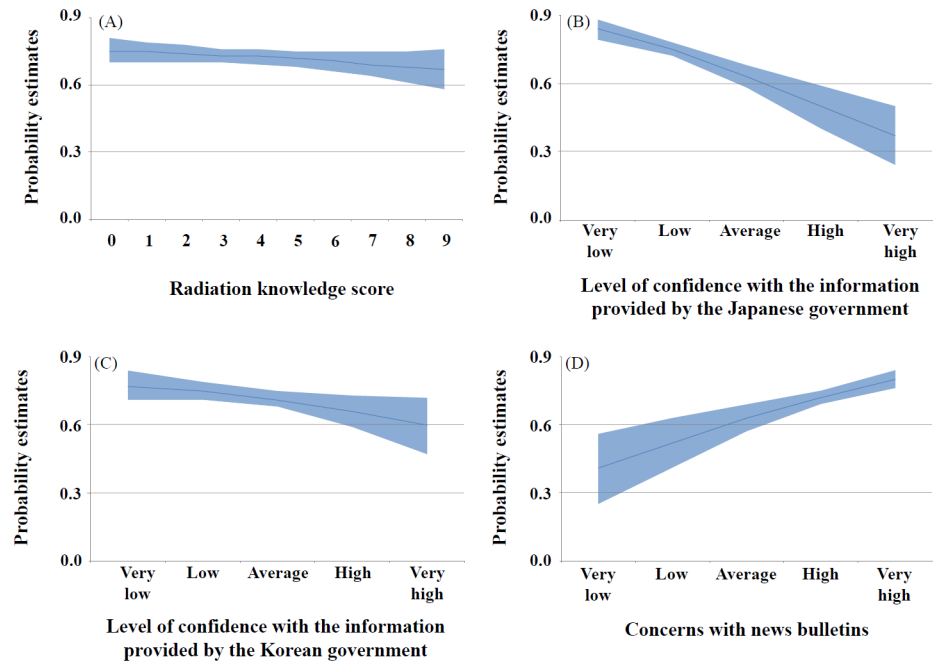 (A)
Probability estimates
0.9
0.6
0.3
0.0
0 1 2 3 4 5 6 7 8 9
Radiation knowledge score
(B)
Probability estimates
0.9
0.6
0.3
0.0
Very Low Average High Very
low high
Level of confidence with the information
provided by the Japanese government
(C)
Probability estimates
0.9
0.6
0.3
0.0
Very Low Average High Very
low high
Level of confidence with the information
provided by the Korean government
(D)
Probability estimates
0.9
0.6
0.3
0.0
Very Low Average High Very
low high
Concerns with news bulletins